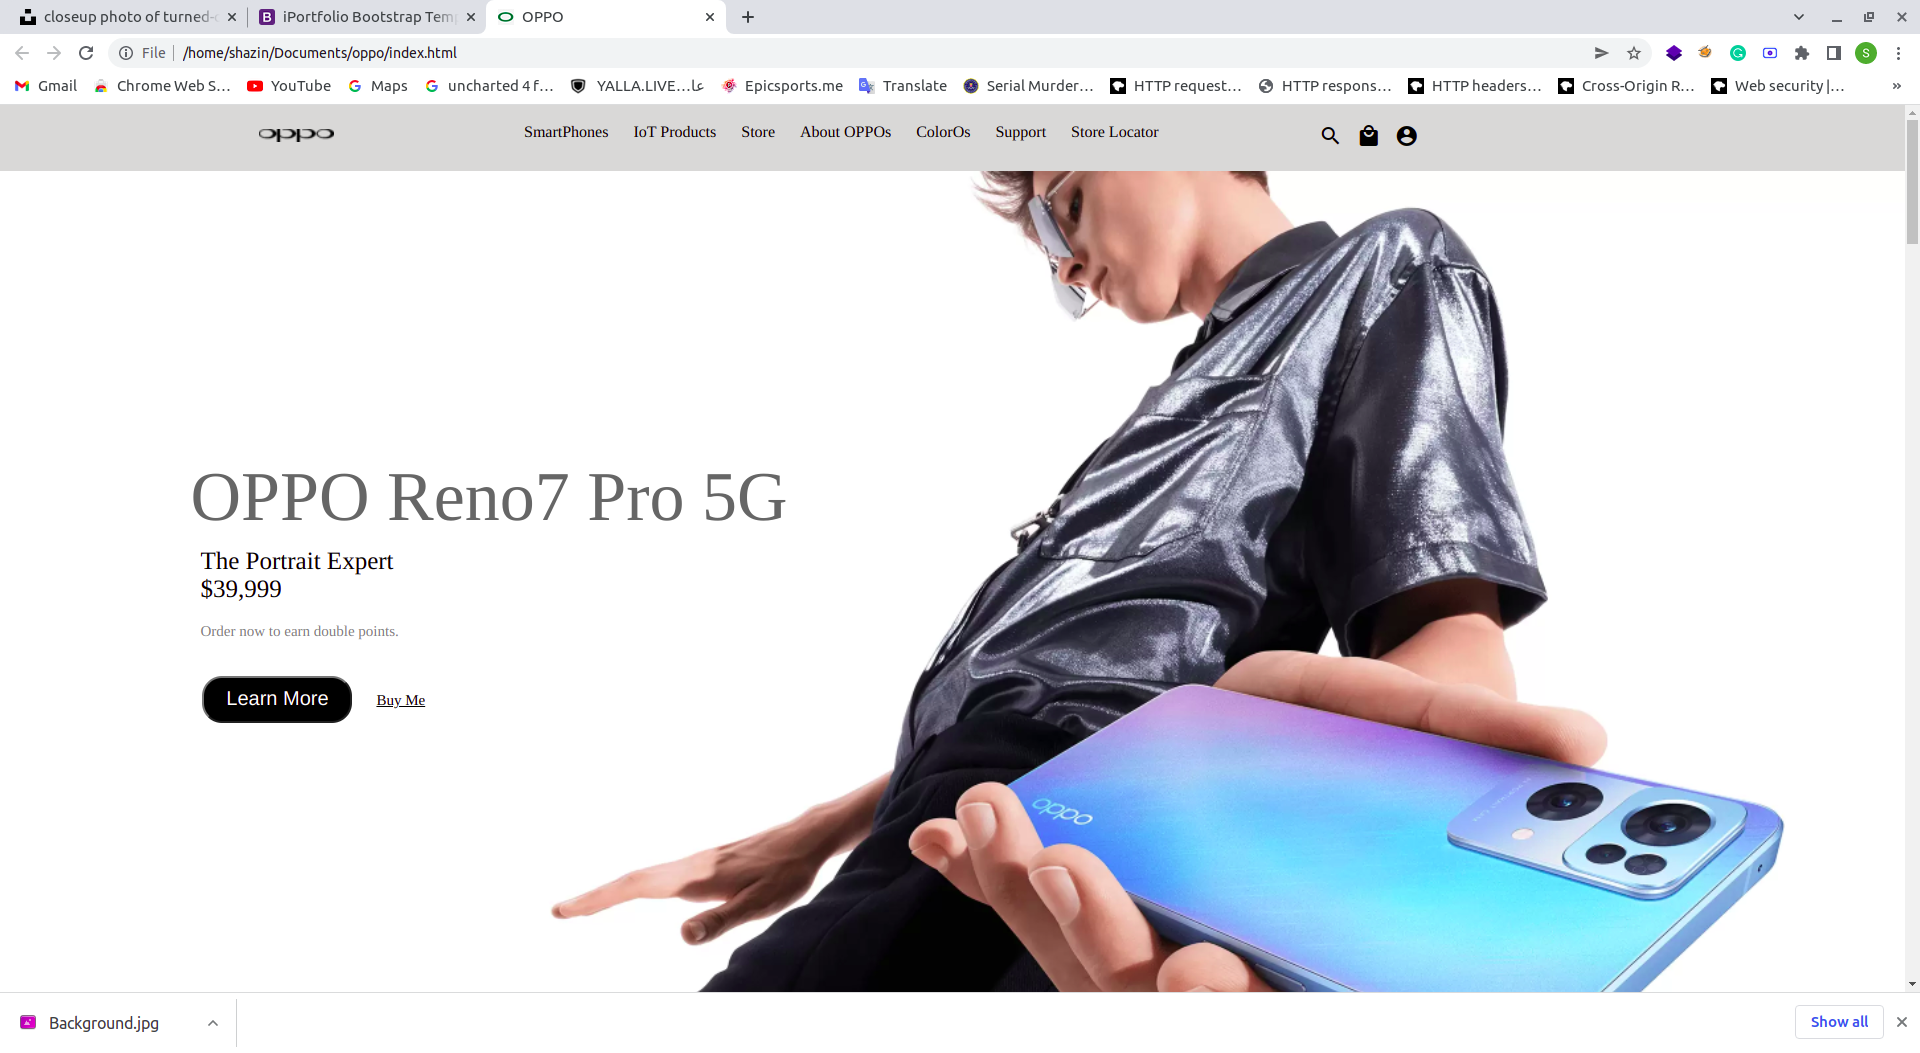 closeup photo of turned-
iPortfolio Bootstrap Temp
OPPO
File
/home/shazin/Documents/oppo/index.html
S
Gmail
Chrome Web S...
YouTube
Maps
uncharted 4 f...
YALLA.LIVE...عا
Epicsports.me
Translate
Serial Murder...
HTTP request...
HTTP respons...
HTTP headers...
Cross-Origin R...
Web security |...
»
oppo
SmartPhones
IoT Products
Store
About OPPOs
ColorOs
Support
Store Locator
OPPO Reno7 Pro 5G
The Portrait Expert
$39,999
Order now to earn double points.
Learn More
Buy Me
oppo
Background.jpg
Show all